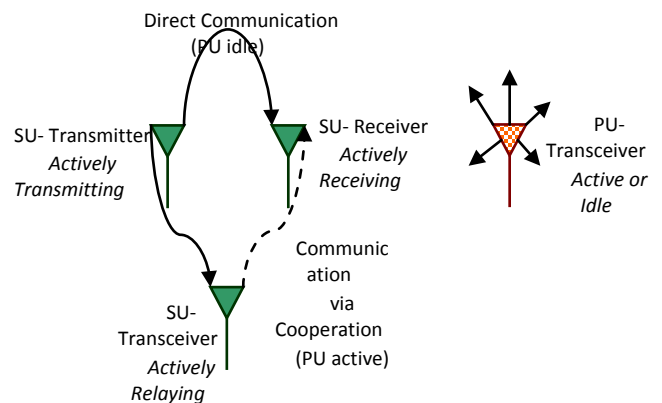 Direct Communication
(PU idle)
SU- Transmitter
Actively
Transmitting
SU- Receiver
Actively
Receiving
PU-
Transceiver
Active or
Idle
Communic
ation
via
Cooperation
(PU active)
SU-
Transceiver
Actively
Relaying